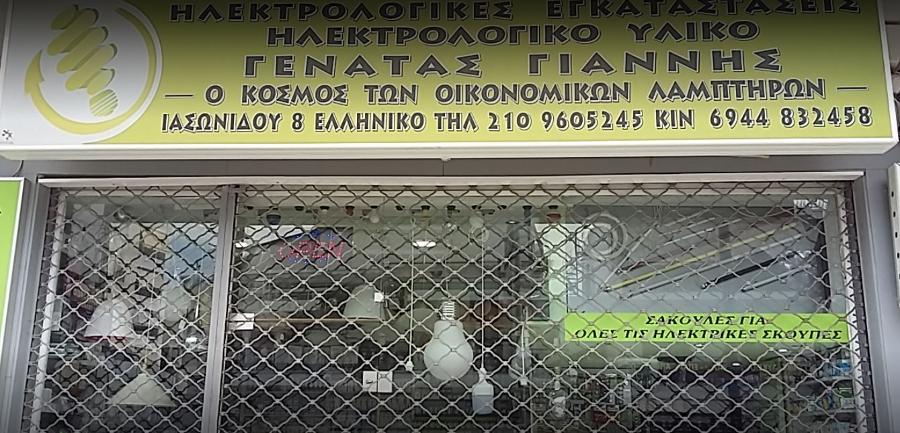 ΗΛΕΚΤΡΟΛΟΓΙΚΕΣ ΕΓΚΑΤΑΣΤΑΣΕΙΣ
ΗΛΕΚΤΡΟΛΟΓΙΚΟ ΥΛΙΚΟ
ΓΕΝΑΤΑΣ ΓΙΑΝΝΗΣ
— Ο ΚΟΣΜΟΣ ΤΩΝ ΟΙΚΟΝΟΜΙΚΩΝ ΛΑΜΠΤΗΡΩΝ —
ΙΑΣΩΝΙΔΟΥ 8 ΕΛΛΗΝΙΚΟ ΤΗΛ 210 9605245 ΚΙΝ 6944 832458
OPEN
ΣΑΚΟΥΛΕΣ ΓΙΑ
ΟΛΕΣ ΤΙΣ ΗΛΕΚΤΡΙΚΕΣ ΣΚΟΥΠΕΣ